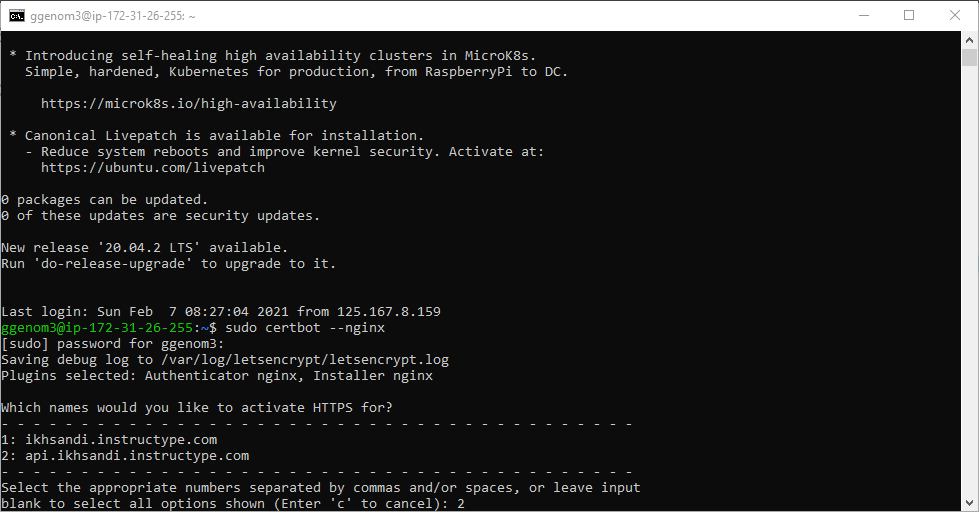 ggenom3@ip-172-31-26-255: ~
 * Introducing self-healing high availability clusters in MicroK8s.
   Simple, hardened, Kubernetes for production, from RaspberryPi to DC.
     https://microk8s.io/high-availability
 * Canonical Livepatch is available for installation.
   - Reduce system reboots and improve kernel security. Activate at:
     https://ubuntu.com/livepatch
0 packages can be updated.
0 of these updates are security updates.
New release '20.04.2 LTS' available.
Run 'do-release-upgrade' to upgrade to it.
Last login: Sun Feb  7 08:27:04 2021 from 125.167.8.159
ggenom3@ip-172-31-26-255:~$ sudo certbot --nginx
[sudo] password for ggenom3:
Saving debug log to /var/log/letsencrypt/letsencrypt.log
Plugins selected: Authenticator nginx, Installer nginx
Which names would you like to activate HTTPS for?
- - - - - - - - - - - - - - - - - - - - - - - - - - - - - - - - - - - - - - - -
1: ikhsandi.instructype.com
2: api.ikhsandi.instructype.com
- - - - - - - - - - - - - - - - - - - - - - - - - - - - - - - - - - - - - - - -
Select the appropriate numbers separated by commas and/or spaces, or leave input
blank to select all options shown (Enter 'c' to cancel): 2